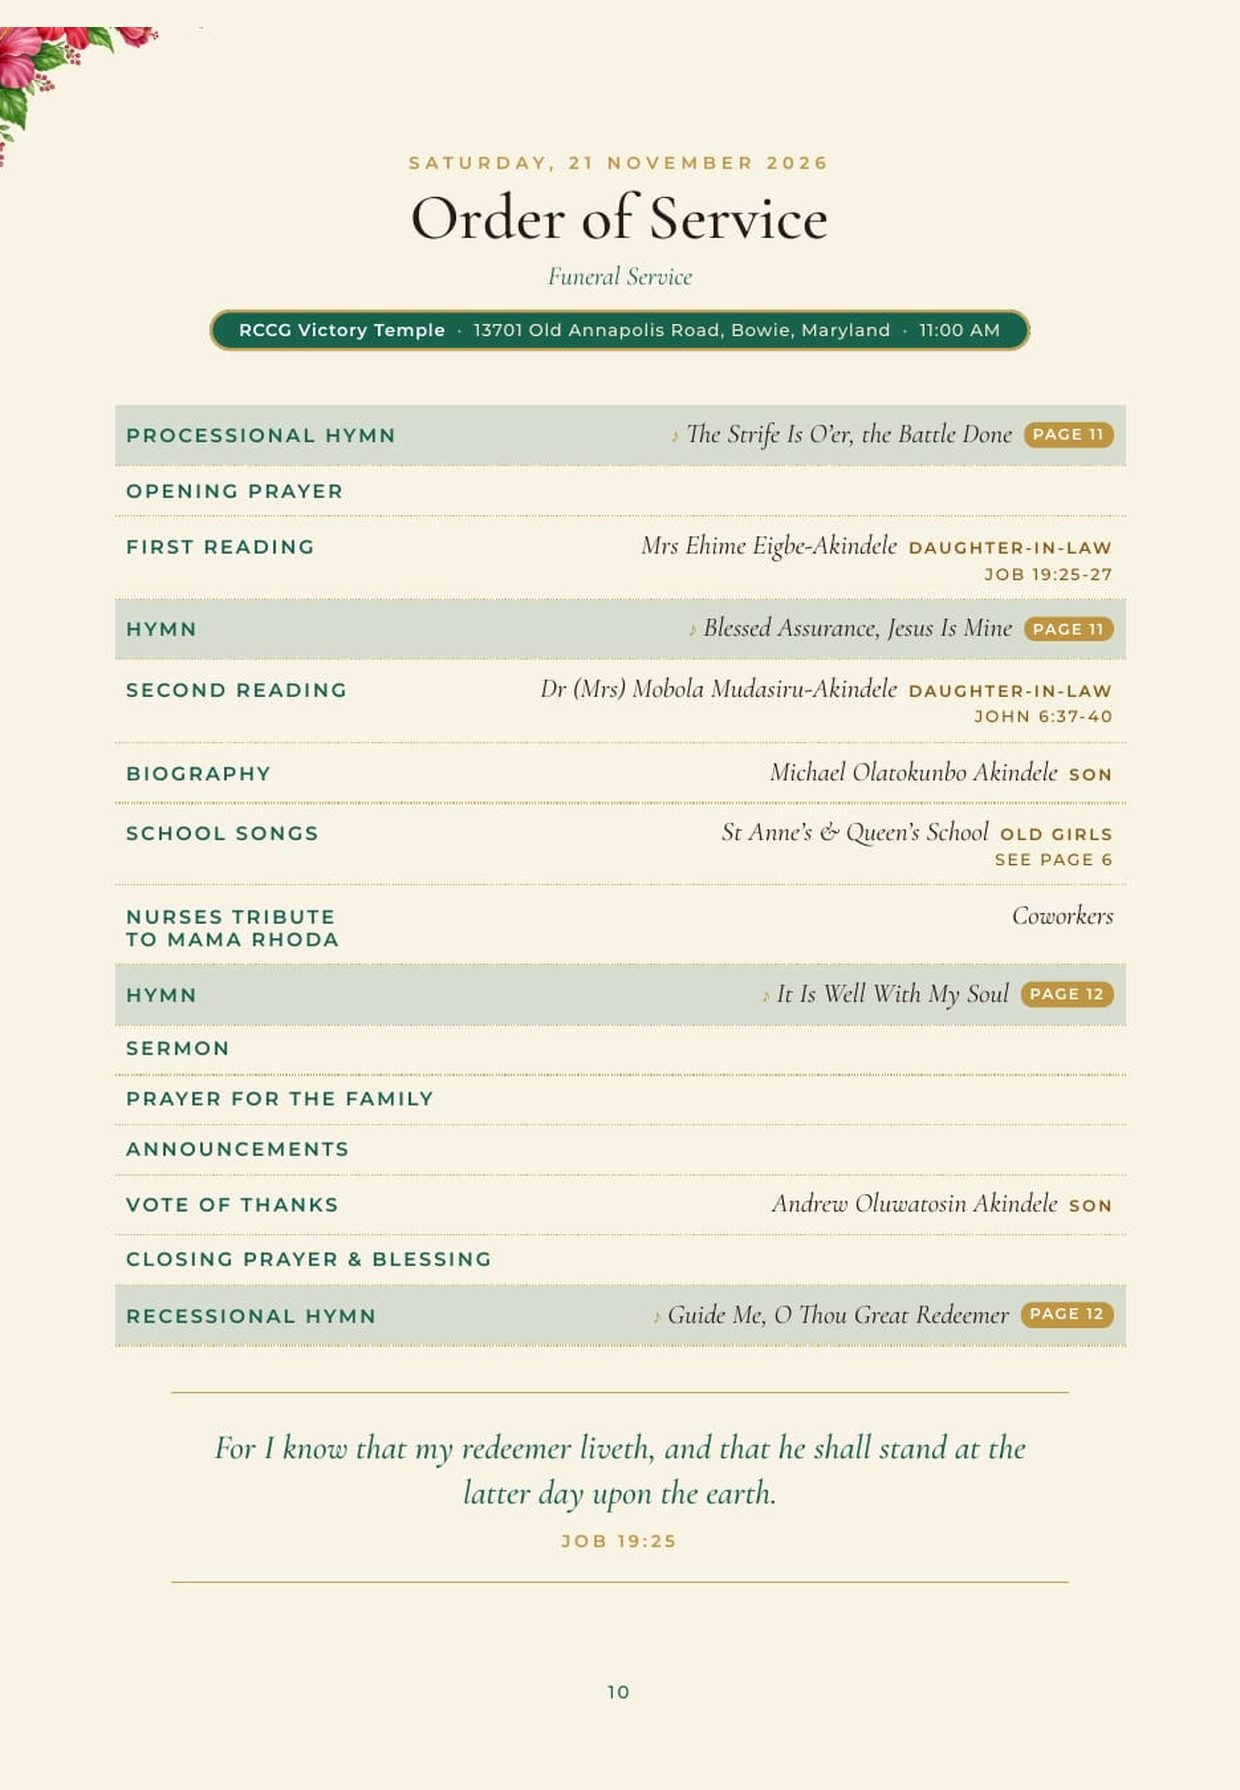 SATURDAY, 21 NOVEMBER 2026
Order of Service
Funeral Service
RCCG Victory Temple · 13701 Old Annapolis Road, Bowie, Maryland · 11:00 AM
PROCESSIONAL HYMN ♪ The Strife Is O’er, the Battle Done PAGE 11
OPENING PRAYER
FIRST READING Mrs Ehime Eigbe-Akindele DAUGHTER-IN-LAW
JOB 19:25-27
HYMN ♪ Blessed Assurance, Jesus Is Mine PAGE 11
SECOND READING Dr (Mrs) Mobola Mudasiru-Akindele DAUGHTER-IN-LAW
JOHN 6:37-40
BIOGRAPHY Michael Olatokunbo Akindele SON
SCHOOL SONGS St Anne’s & Queen’s School OLD GIRLS
SEE PAGE 6
NURSES TRIBUTE Coworkers
TO MAMA RHODA
HYMN ♪ It Is Well With My Soul PAGE 12
SERMON
PRAYER FOR THE FAMILY
ANNOUNCEMENTS
VOTE OF THANKS Andrew Oluwatosin Akindele SON
CLOSING PRAYER & BLESSING
RECESSIONAL HYMN ♪ Guide Me, O Thou Great Redeemer PAGE 12
For I know that my redeemer liveth, and that he shall stand at the
latter day upon the earth.
JOB 19:25
10